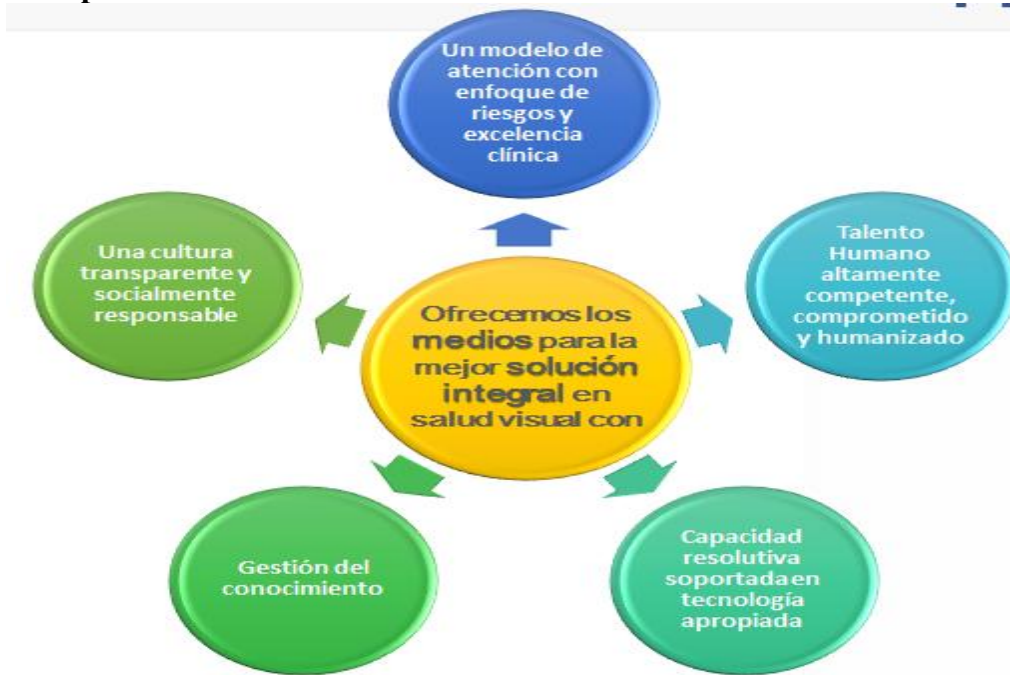 Un modelo de
atención con
enfoque de
riesgos y
excelencia
clínica
Talento
Humano
altamente
competente,
comprometido
y humanizado
Capacidad
resolutiva
soportada en
tecnología
apropiada
Gestión del
conocimiento
Una cultura
transparente y
socialmente
responsable
Ofrecemos los
medios para la
mejor solución
integral en
salud visual con